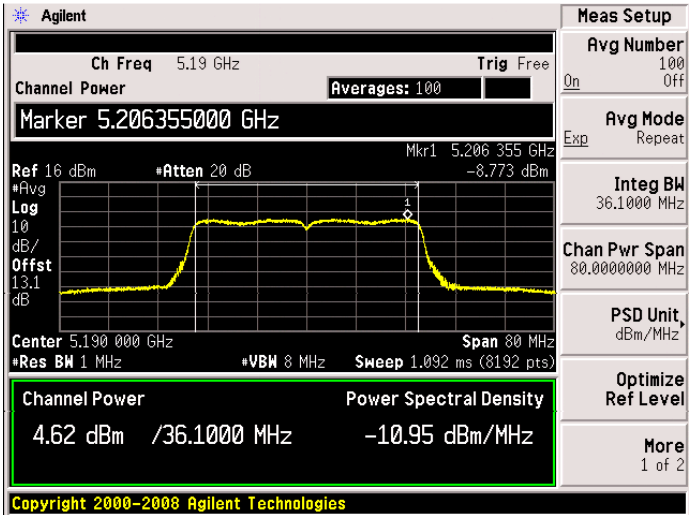 Agilent
Meas Setup
Ch Freq 5.19 GHz Trig Free
Channel Power
Averages: 100
Marker 5.206355000 GHz
Mkr1 5.206 355 GHz
Ref 16 dBm #Atten 20 dB -8.773 dBm
#Avg
Log
10
dB/
Offst
13.1
dB
1
Center 5.190 000 GHz Span 80 MHz
#Res BW 1 MHz #VBW 8 MHz Sweep 1.092 ms (8192 pts)
Channel Power Power Spectral Density
4.62 dBm /36.1000 MHz -10.95 dBm/MHz
Copyright 2000-2008 Agilent Technologies
Avg Number
100
On Off
Avg Mode
Exp Repeat
Integ BW
36.1000 MHz
Chan Pwr Span
80.0000000 MHz
PSD Unit
dBm/MHz
Optimize
Ref Level
More
1 of 2